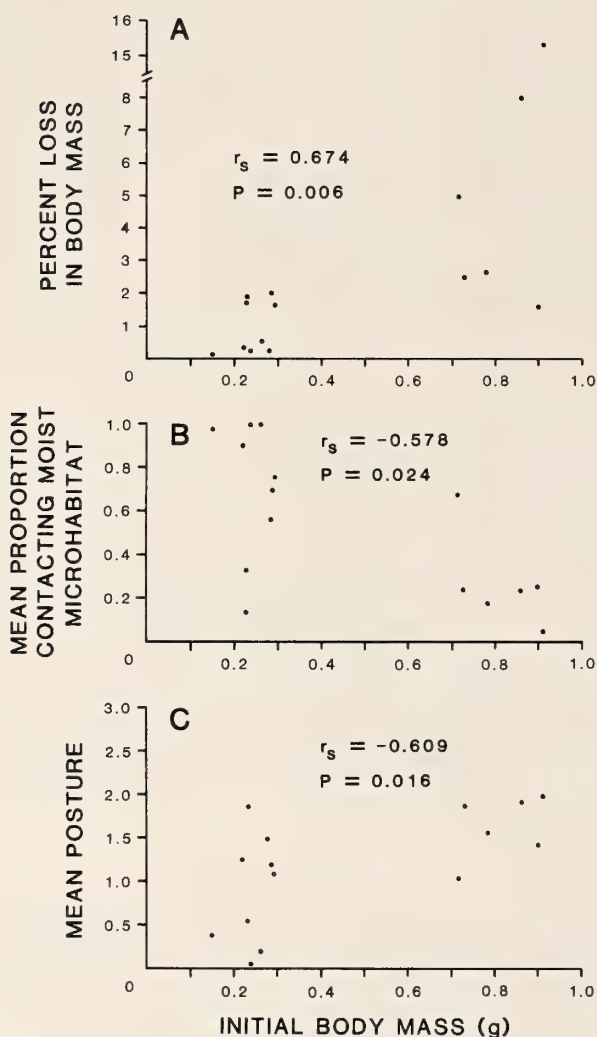 A
PERCENT LOSS
IN BODY MASS
16
15
8
7
6
5
4
3
2
1
0
rs = 0.674
P = 0.006
0.2
0.4
0.6
0.8
1.0
B
MEAN PROPORTION
CONTACTING MOIST
MICROHABITAT
1.0
0.8
0.6
0.4
0.2
0
rs = -0.578
P = 0.024
0.2
0.4
0.6
0.8
1.0
C
MEAN POSTURE
3.0
2.5
2.0
1.5
1.0
0.5
0
rs = -0.609
P = 0.016
0.2
0.4
0.6
0.8
1.0
INITIAL BODY MASS (g)